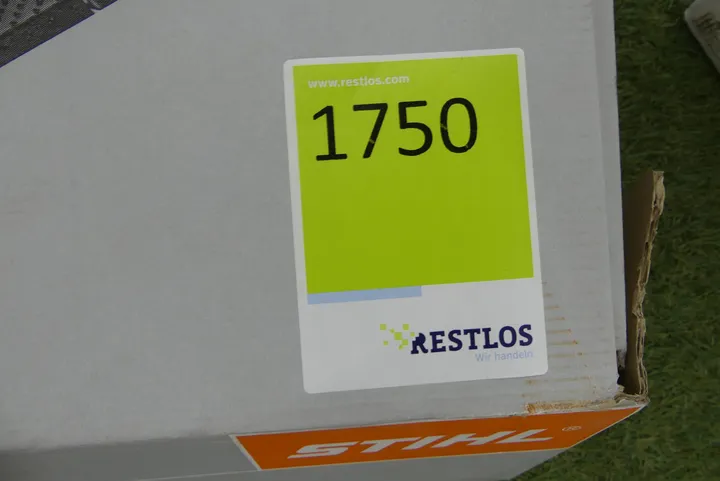 www.restlos.com
1750
RESTLOS
Wir handeln
STIHL®